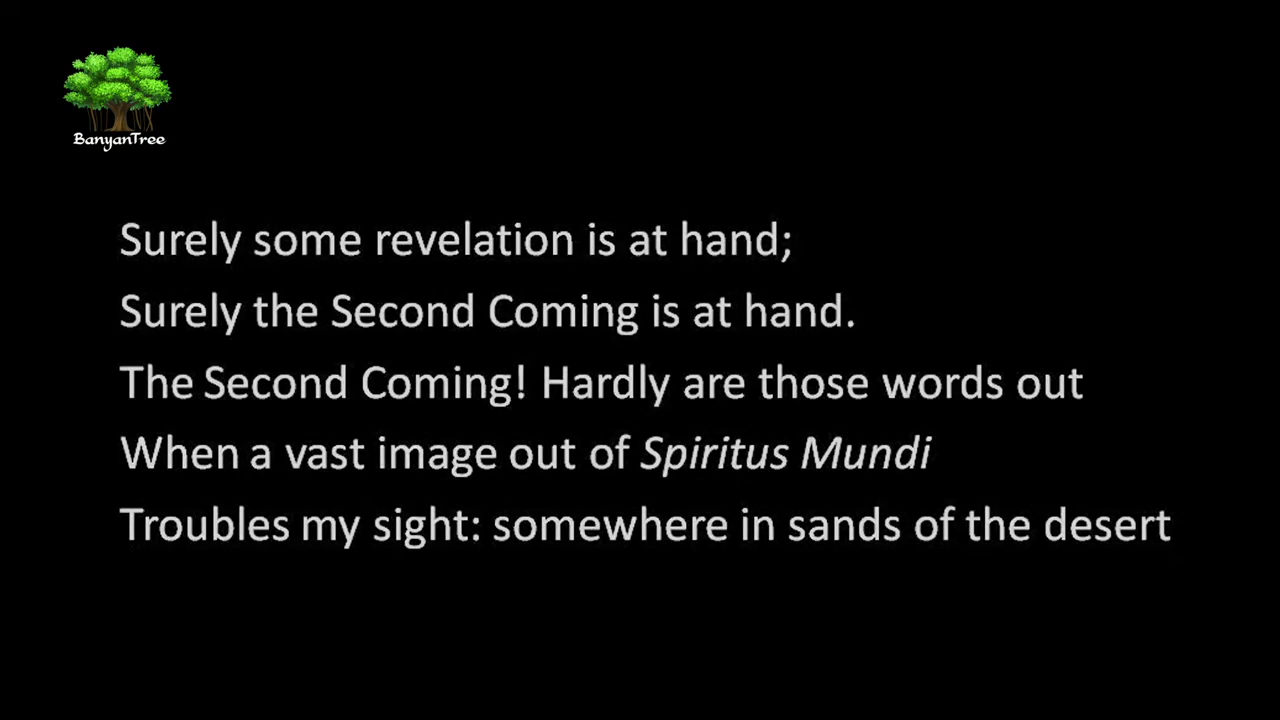 BanyanTree
Surely some revelation is at hand;
Surely the Second Coming is at hand.
The Second Coming! Hardly are those words out
When a vast image out of Spiritus Mundi
Troubles my sight: somewhere in sands of the desert